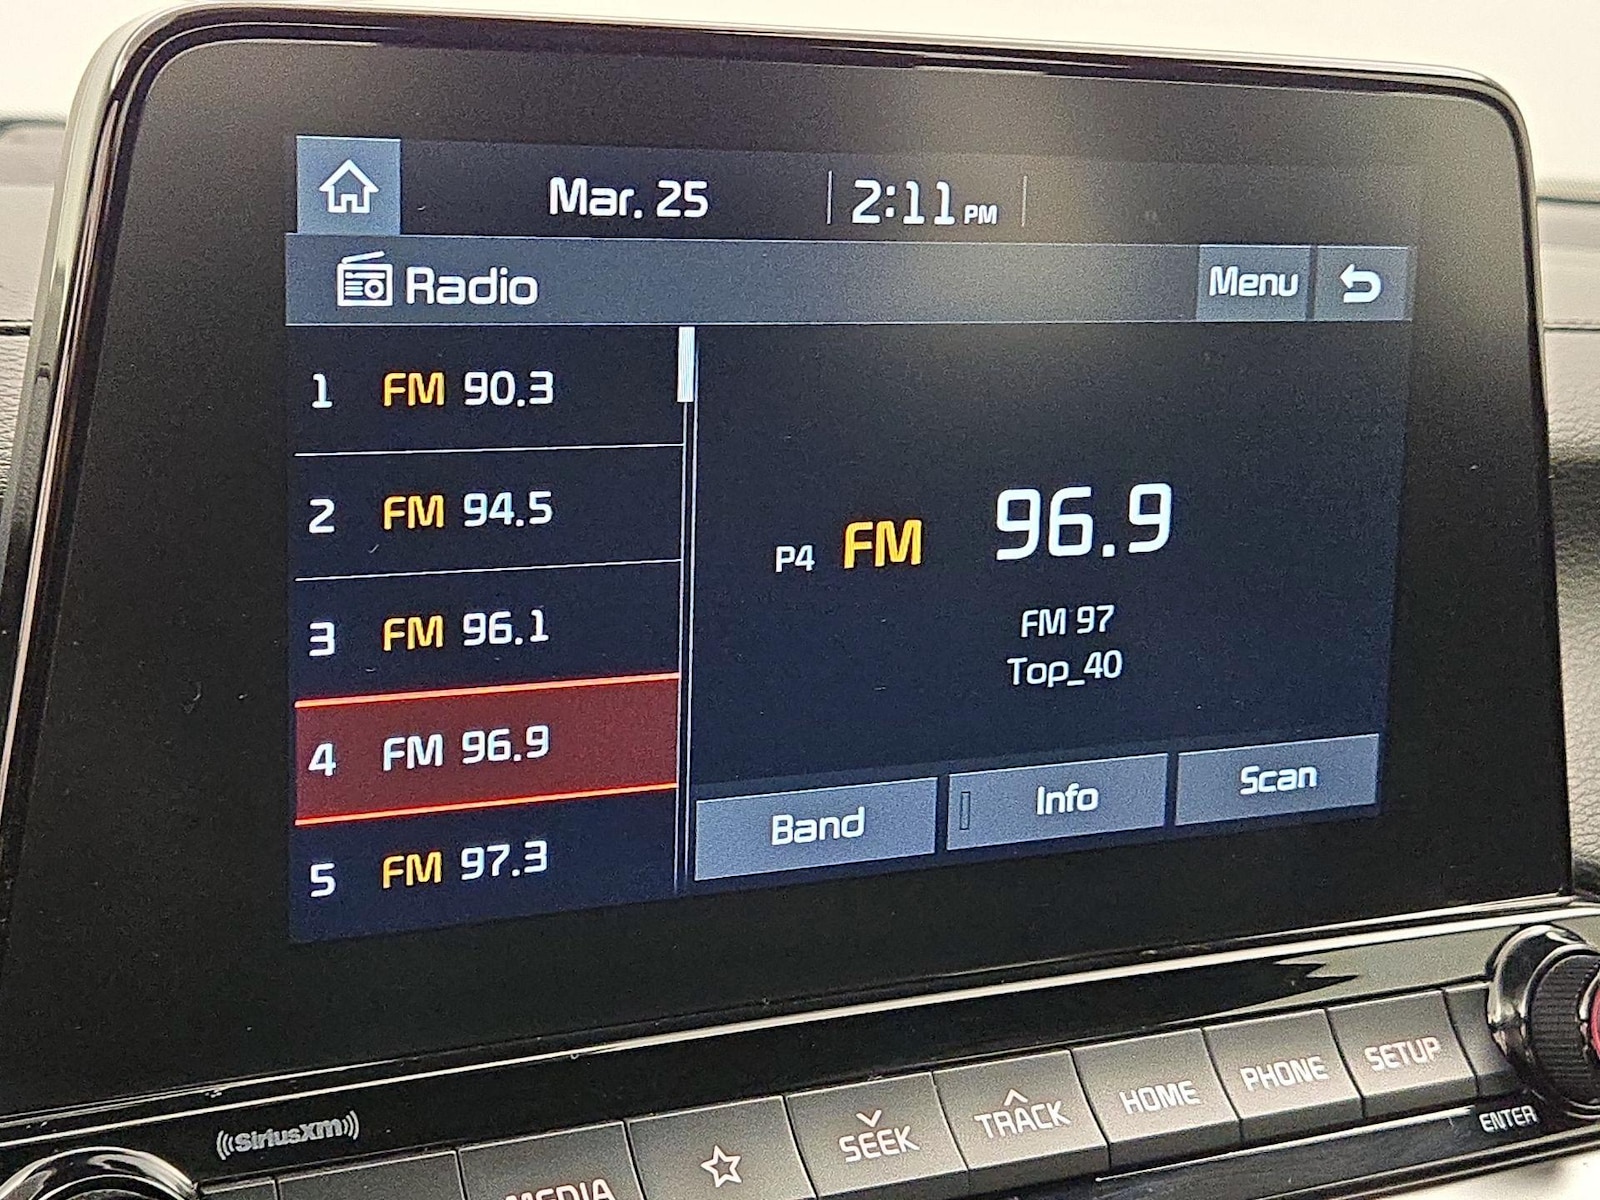 Mar. 25 2:11 PM
Radio Menu
1 FM 90.3
2 FM 94.5
3 FM 96.1
4 FM 96.9
5 FM 97.3
P4 FM 96.9
FM 97
Top_40
Band Info Scan
((SiriusXM))
MEDIA SEEK TRACK HOME PHONE SETUP
ENTER